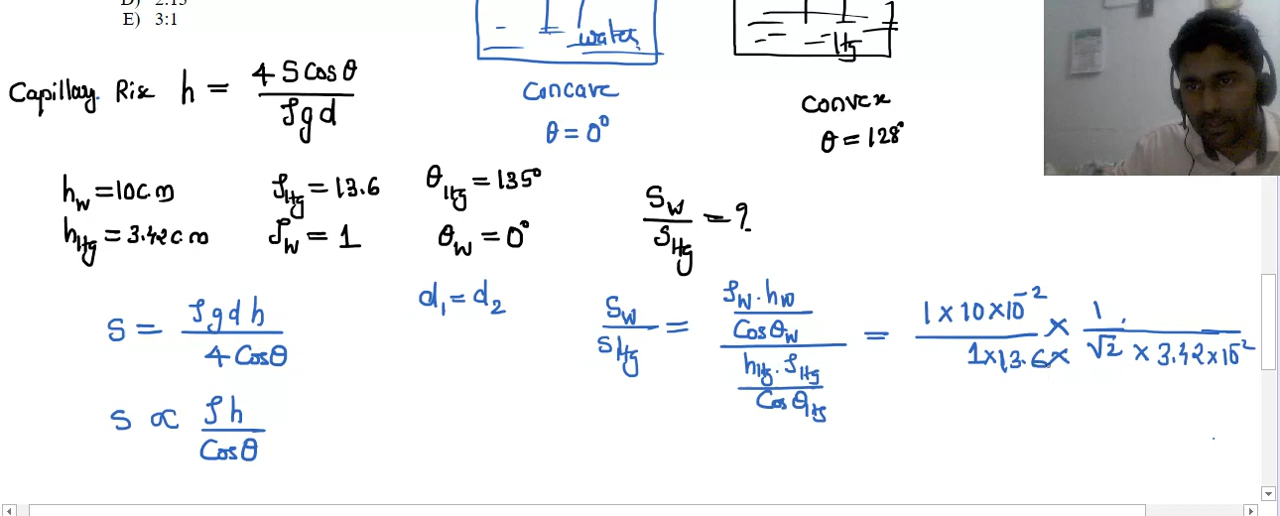 D) 2:13
E) 3:1
water
Hg
Capillary Rise h = 4 S Cos θ / ρ g d
Concave
θ = 0°
Convex
θ = 128°
h_W = 10 c m
ρ_Hg = 13.6
θ_Hg = 135°
h_Hg = 3.42 c m
ρ_W = 1
θ_W = 0°
S_W / S_Hg = ?
S = ρ g d h / 4 Cos θ
d₁ = d₂
S_W / S_Hg = (ρ_W . h_W / Cos θ_W) / (h_Hg . ρ_Hg / Cos θ_Hg) = 1 × 10 × 10⁻² / 1 × 13.6 × × 1 / √2 × 3.42 × 10⁻²
S ∝ ρ h / Cos θ